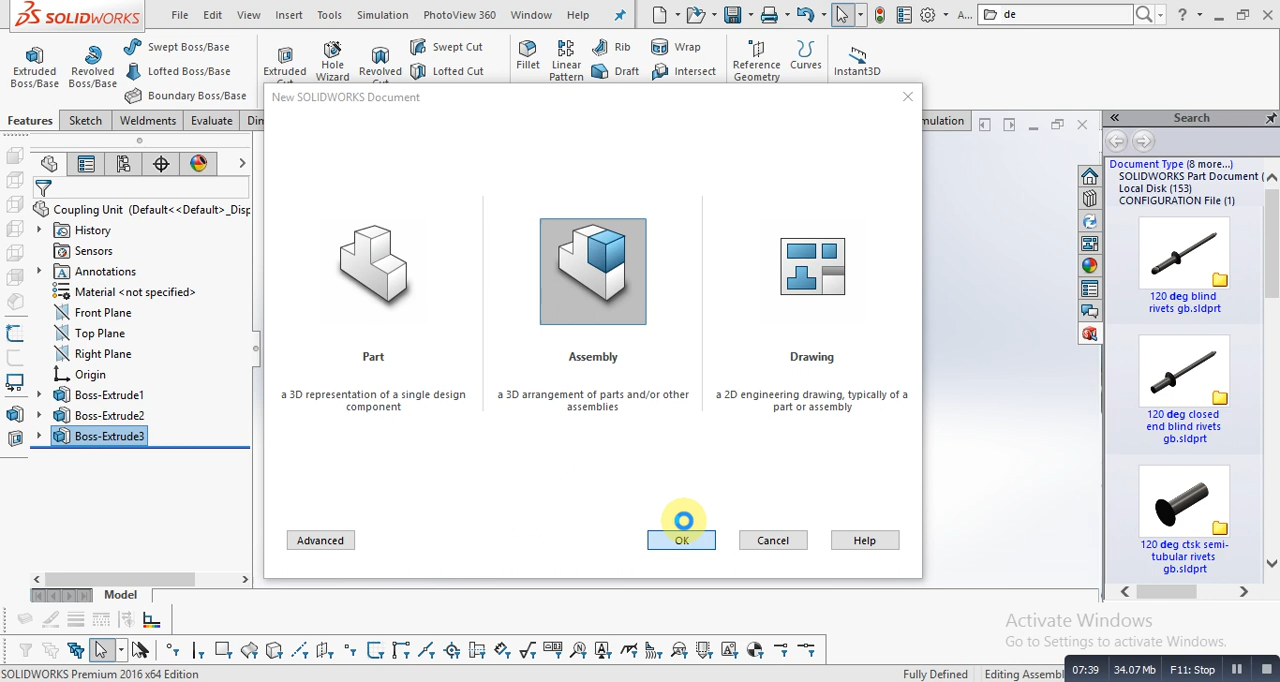 SOLIDWORKS
File Edit View Insert Tools Simulation PhotoView 360 Window Help
A... de
Extruded Boss/Base
Revolved Boss/Base
Swept Boss/Base
Lofted Boss/Base
Boundary Boss/Base
Extruded
Hole Wizard
Revolved
Swept Cut
Lofted Cut
Fillet
Linear Pattern
Rib
Draft
Wrap
Intersect
Reference Geometry
Curves
Instant3D
Features Sketch Weldments Evaluate Din
mulation
New SOLIDWORKS Document
Part
a 3D representation of a single design
component
Assembly
a 3D arrangement of parts and/or other
assemblies
Drawing
a 2D engineering drawing, typically of a
part or assembly
Advanced
OK
Cancel
Help
Coupling Unit (Default<<Default>_Disp
History
Sensors
Annotations
Material <not specified>
Front Plane
Top Plane
Right Plane
Origin
Boss-Extrude1
Boss-Extrude2
Boss-Extrude3
Search
Document Type (8 more...)
SOLIDWORKS Part Document (
Local Disk (153)
CONFIGURATION File (1)
120 deg blind
rivets gb.sldprt
120 deg closed
end blind rivets
gb.sldprt
120 deg ctsk semi-
tubular rivets
gb.sldprt
Model
Activate Windows
Go to Settings to activate Windows.
SOLIDWORKS Premium 2016 x64 Edition
Fully Defined
Editing Assembl
07:39
34.07Mb
F11: Stop